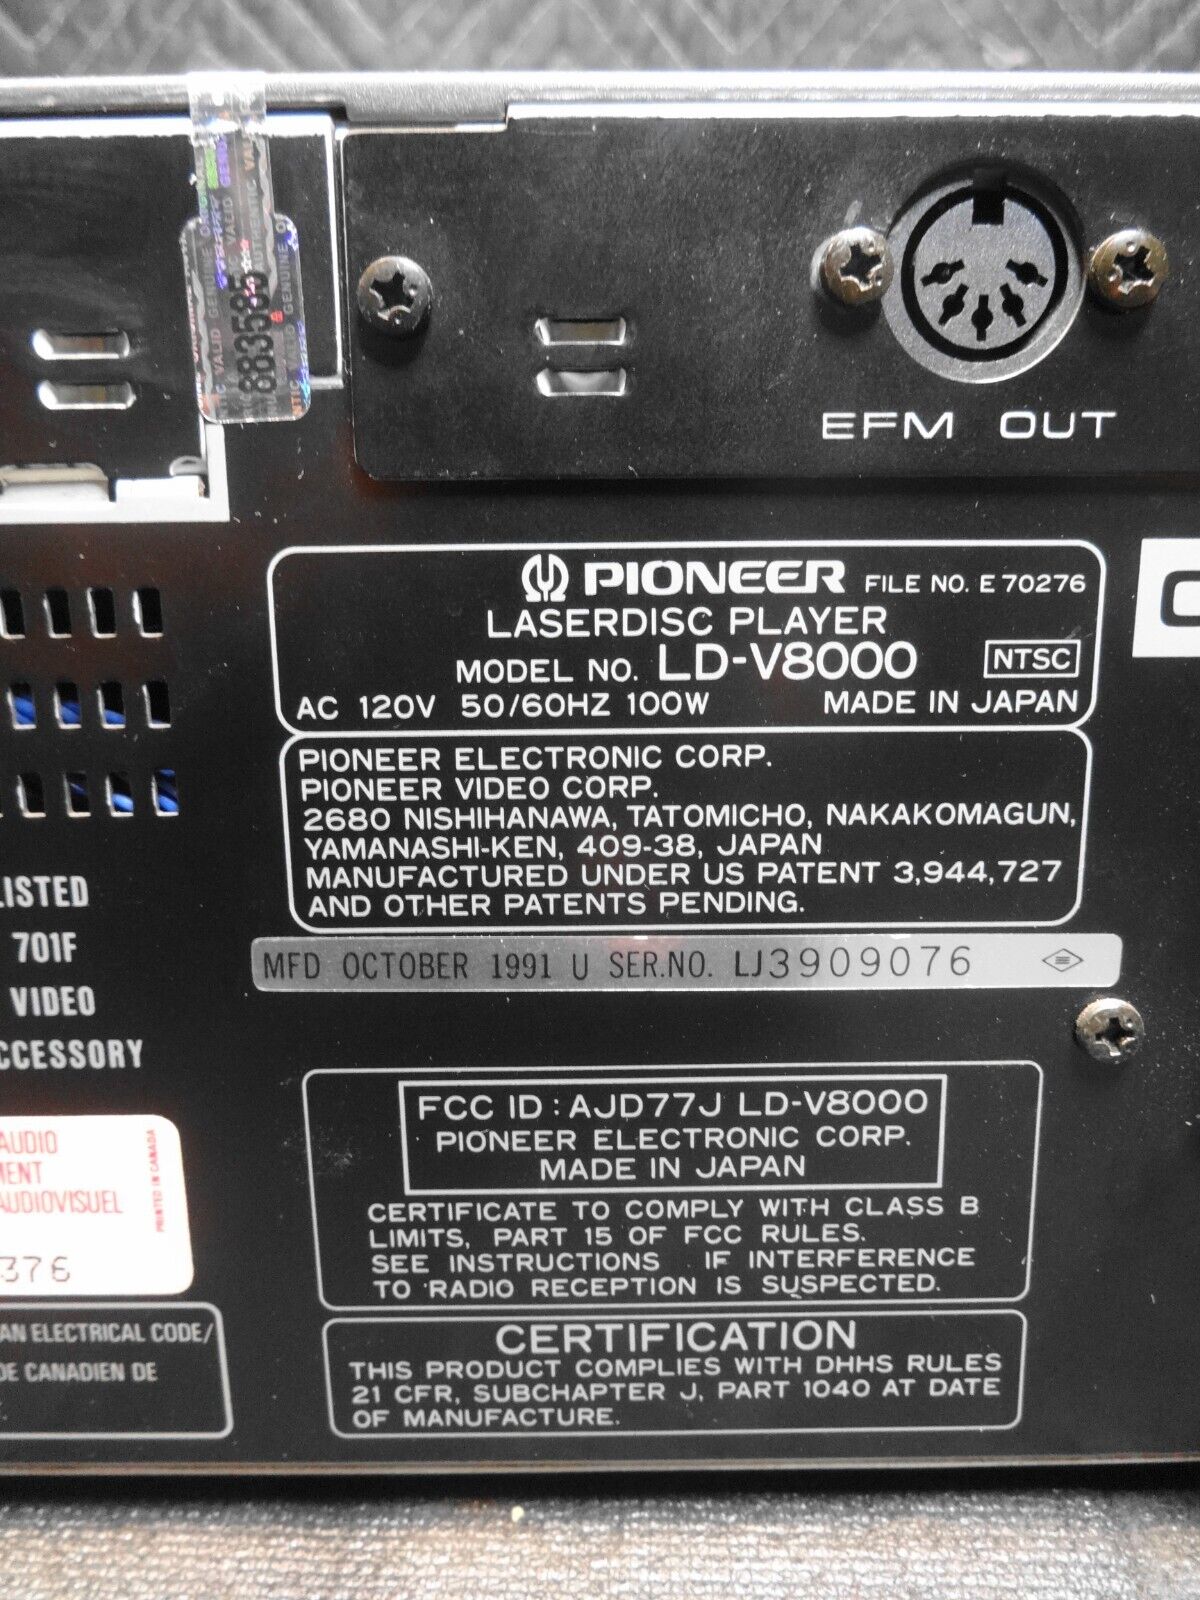 883585
EFM OUT
PIONEER FILE NO. E 70276
LASERDISC PLAYER
MODEL NO. LD-V8000 NTSC
AC 120V 50/60HZ 100W MADE IN JAPAN
PIONEER ELECTRONIC CORP.
PIONEER VIDEO CORP.
2680 NISHIHANAWA, TATOMICHO, NAKAKOMAGUN,
YAMANASHI-KEN, 409-38, JAPAN
MANUFACTURED UNDER US PATENT 3,944,727
AND OTHER PATENTS PENDING.
MFD OCTOBER 1991 U SER.NO. LJ3909076
LISTED
701F
VIDEO
CCESSORY
FCC ID : AJD77J LD-V8000
PIONEER ELECTRONIC CORP.
MADE IN JAPAN
CERTIFICATE TO COMPLY WITH CLASS B
LIMITS, PART 15 OF FCC RULES.
SEE INSTRUCTIONS IF INTERFERENCE
TO RADIO RECEPTION IS SUSPECTED.
AUDIO
MENT
AUDIOVISUEL
PRINTED IN CANADA
376
AN ELECTRICAL CODE/
DE CANADIEN DE
CERTIFICATION
THIS PRODUCT COMPLIES WITH DHHS RULES
21 CFR, SUBCHAPTER J, PART 1040 AT DATE
OF MANUFACTURE.